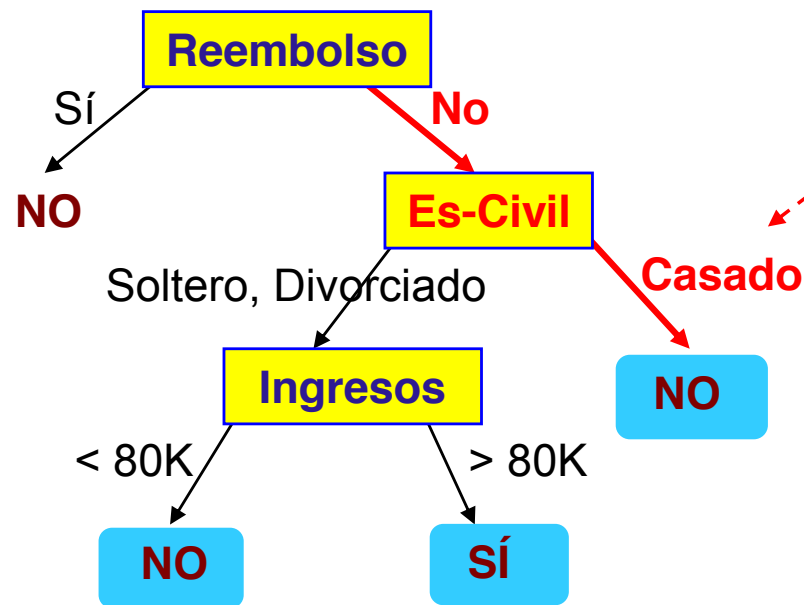 Reembolso
Sí
No
NO
Es-Civil
Soltero, Divorciado
Casado
Ingresos
NO
< 80K
> 80K
NO
SÍ